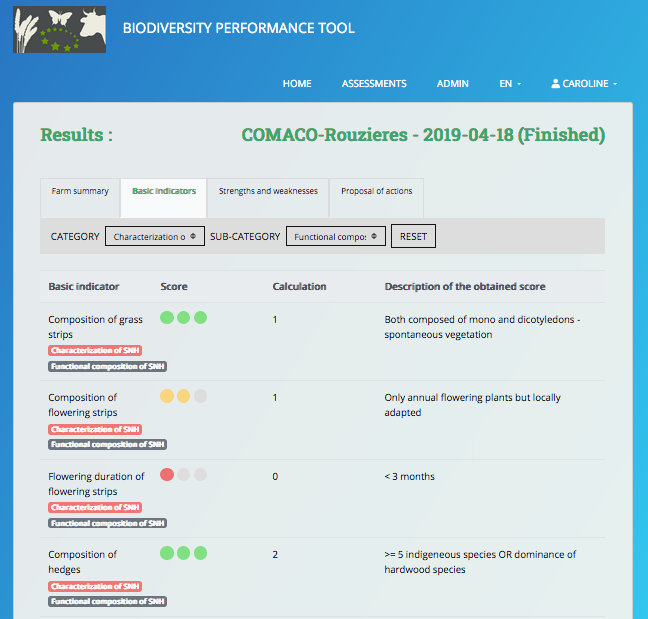 BIODIVERSITY PERFORMANCE TOOL
HOME ASSESSMENTS ADMIN EN CAROLINE
Results : COMACO-Rouzieres - 2019-04-18 (Finished)
Farm summary Basic indicators Strengths and weaknesses Proposal of actions
CATEGORY Characterization o SUB-CATEGORY Functional compo: RESET
Basic indicator Score Calculation Description of the obtained score
Composition of grass 1 Both composed of mono and dicotyledons -
strips spontaneous vegetation
Characterization of SNH
Functional composition of SNH
Composition of 1 Only annual flowering plants but locally
flowering strips adapted
Characterization of SNH
Functional composition of SNH
Flowering duration of 0 < 3 months
flowering strips
Characterization of SNH
Functional composition of SNH
Composition of 2 >= 5 indigeneous species OR dominance of
hedges hardwood species
Characterization of SNH
Functional composition of SNH